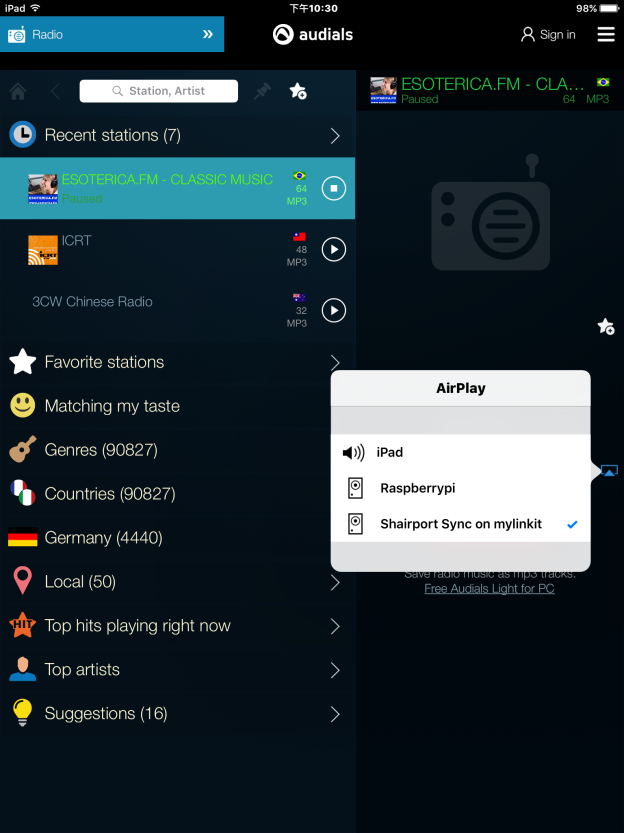 iPad 下午10:30 98%
Radio » audials Sign in
Station, Artist
ESOTERICA.FM - CLA...
Paused 64 MP3
Recent stations (7)
ESOTERICA.FM - CLASSIC MUSIC
Paused
64
MP3
ICRT
48
MP3
3CW Chinese Radio
32
MP3
Favorite stations
Matching my taste
Genres (90827)
Countries (90827)
Germany (4440)
Local (50)
HIT
Top hits playing right now
Top artists
Suggestions (16)
AirPlay
iPad
Raspberrypi
Shairport Sync on mylinkit
Save radio music as mp3 tracks.
Free Audials Light for PC